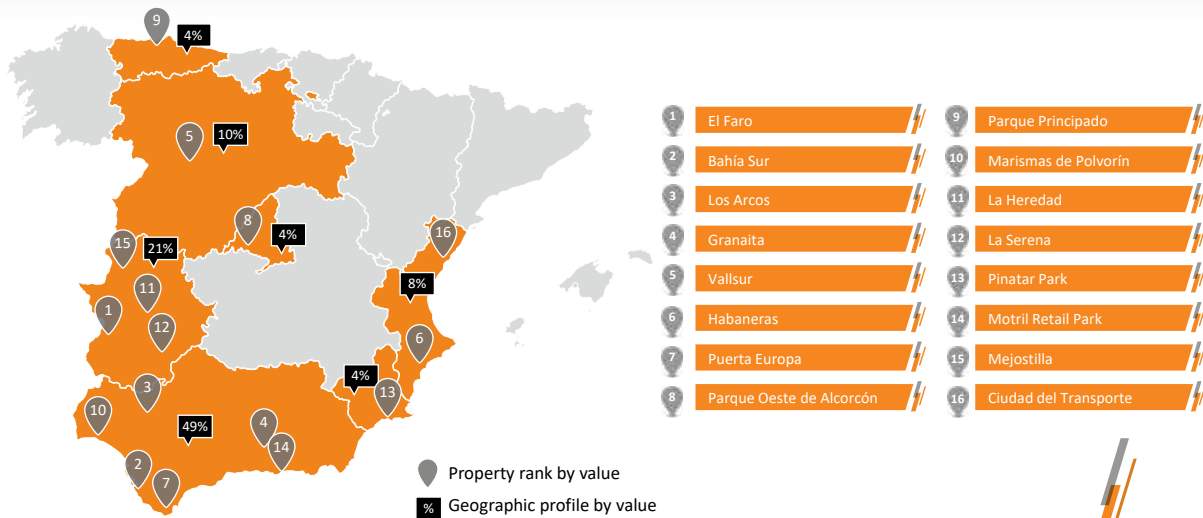 9
4%
5
10%
8
4%
16
15
21%
11
8%
1
12
6
4%
13
3
10
49%
4
14
2
7
Property rank by value
% Geographic profile by value
1 El Faro
2 Bahía Sur
3 Los Arcos
4 Granaita
5 Vallsur
6 Habaneras
7 Puerta Europa
8 Parque Oeste de Alcorcón
9 Parque Principado
10 Marismas de Polvorín
11 La Heredad
12 La Serena
13 Pinatar Park
14 Motril Retail Park
15 Mejostilla
16 Ciudad del Transporte